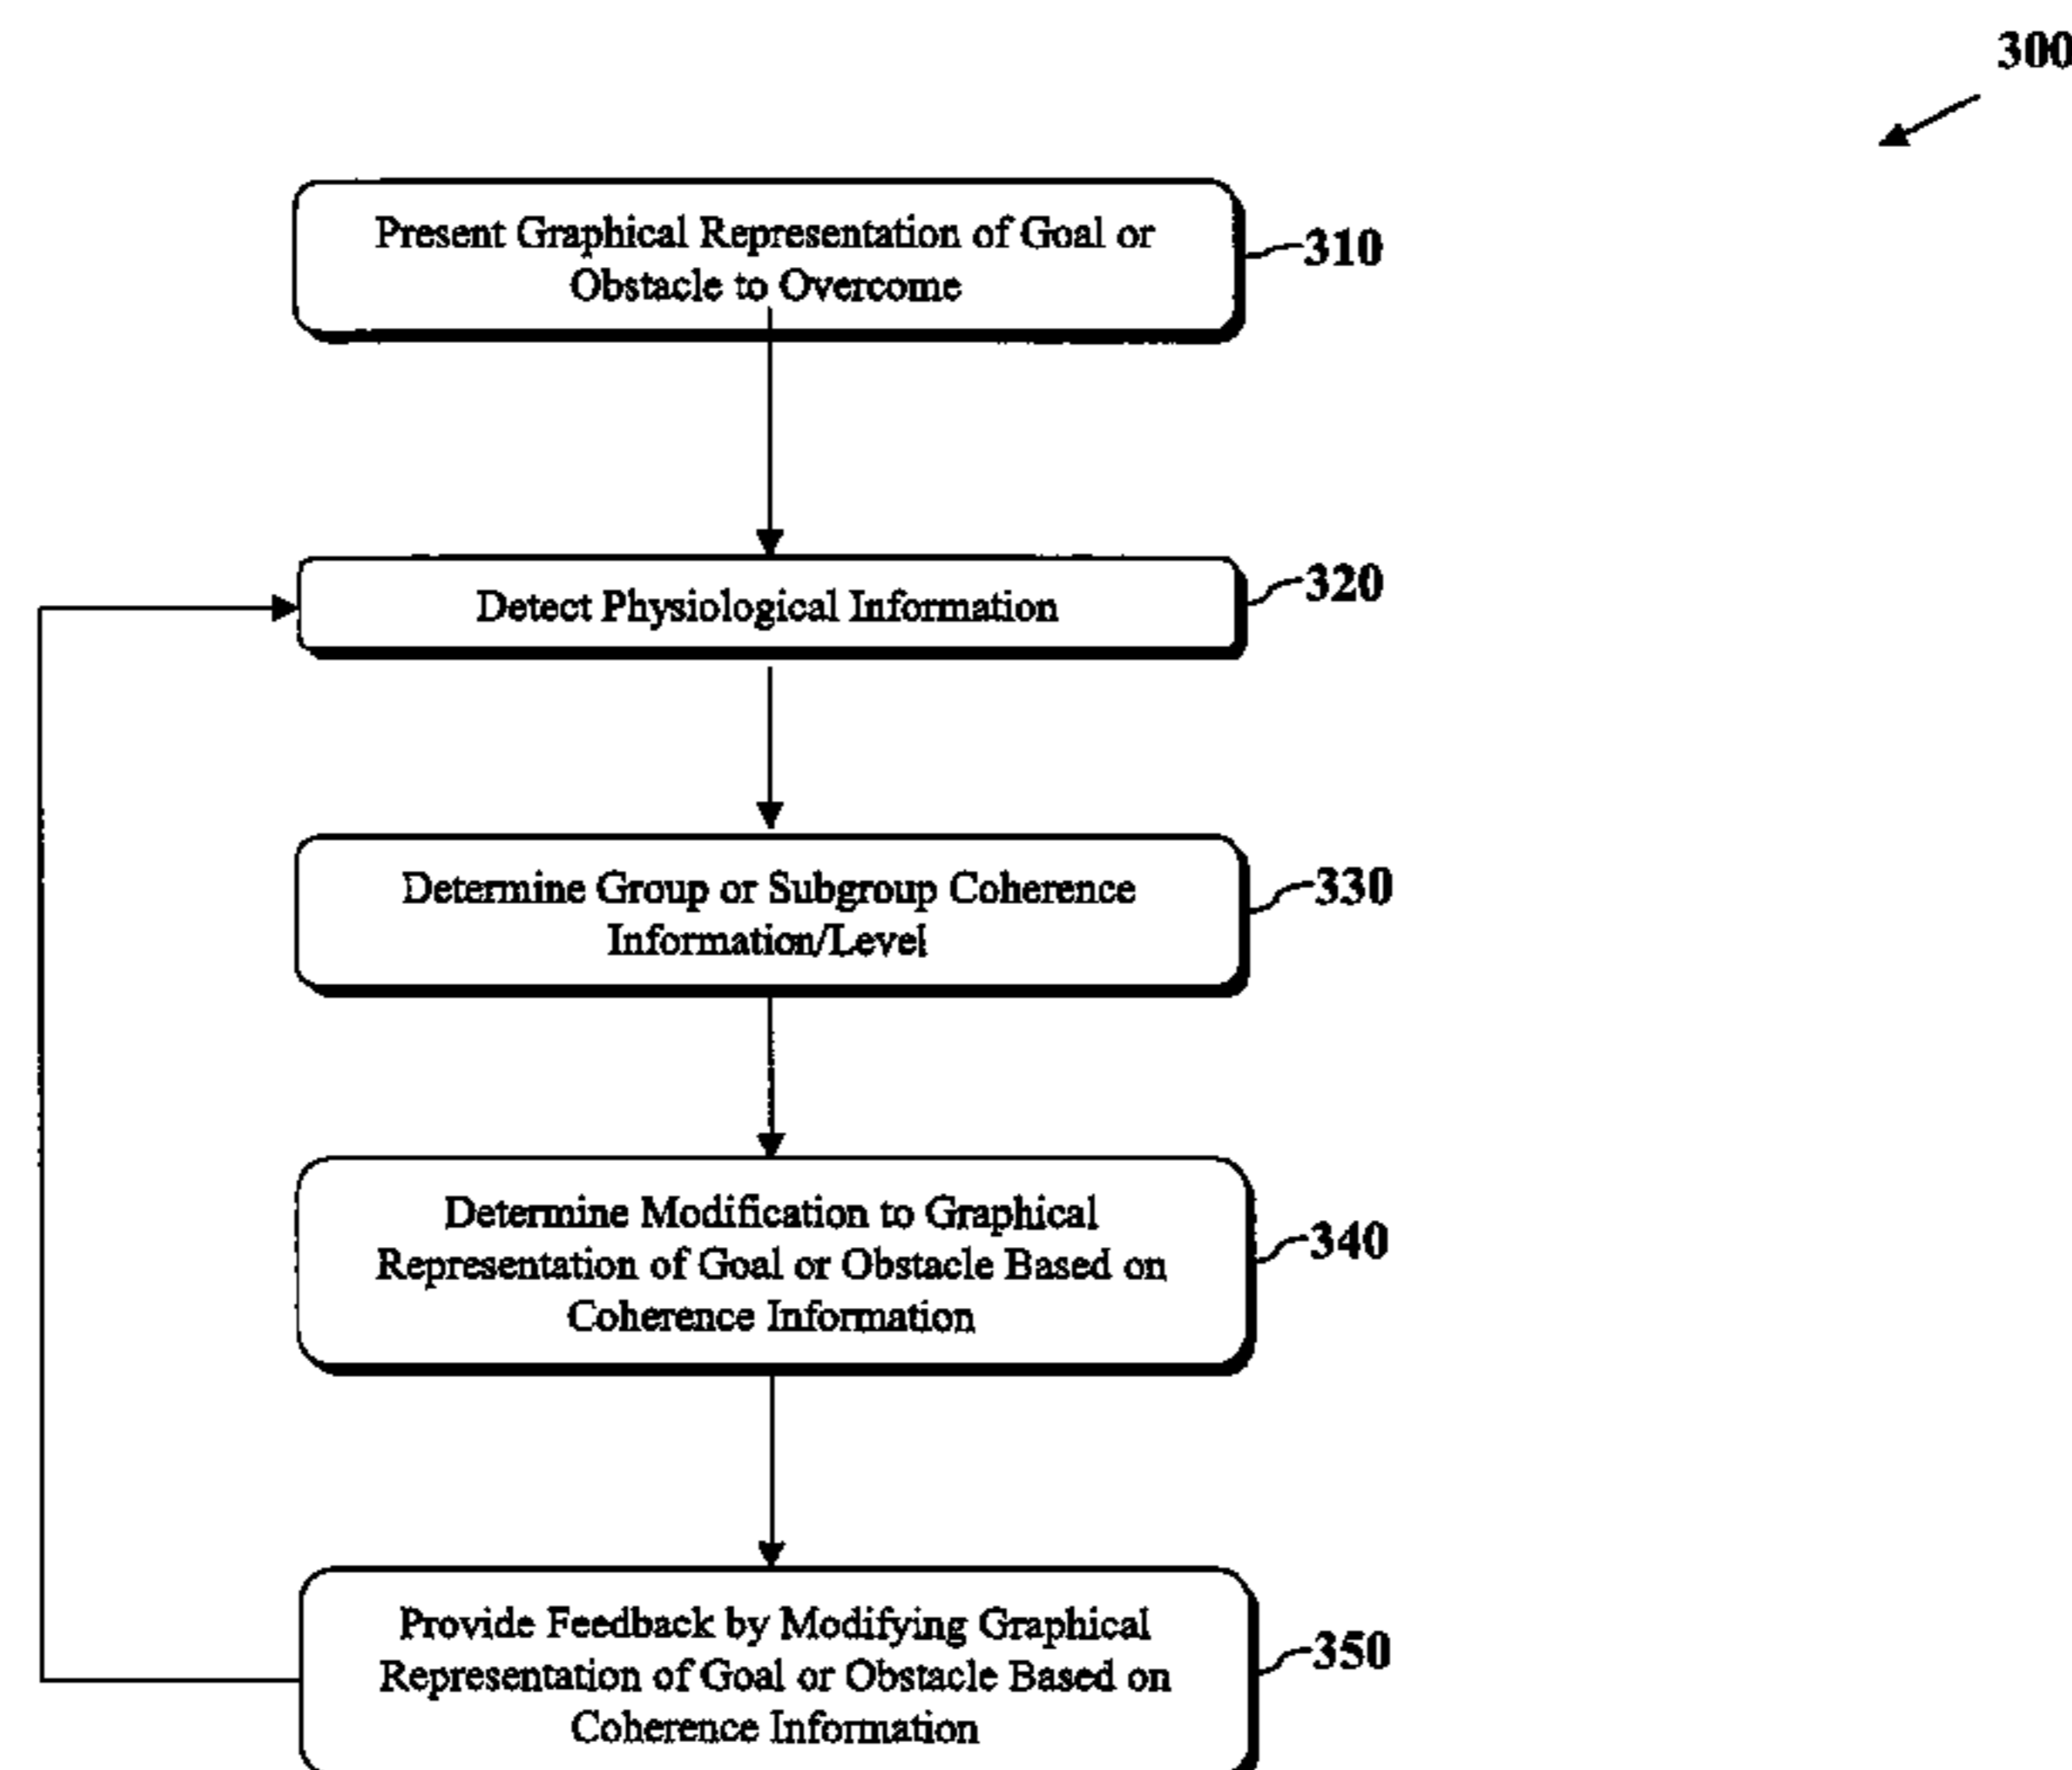 300
Present Graphical Representation of Goal or
Obstacle to Overcome
310
Detect Physiological Information
320
Determine Group or Subgroup Coherence
Information/Level
330
Determine Modification to Graphical
Representation of Goal or Obstacle Based on
Coherence Information
340
Provide Feedback by Modifying Graphical
Representation of Goal or Obstacle Based on
Coherence Information
350